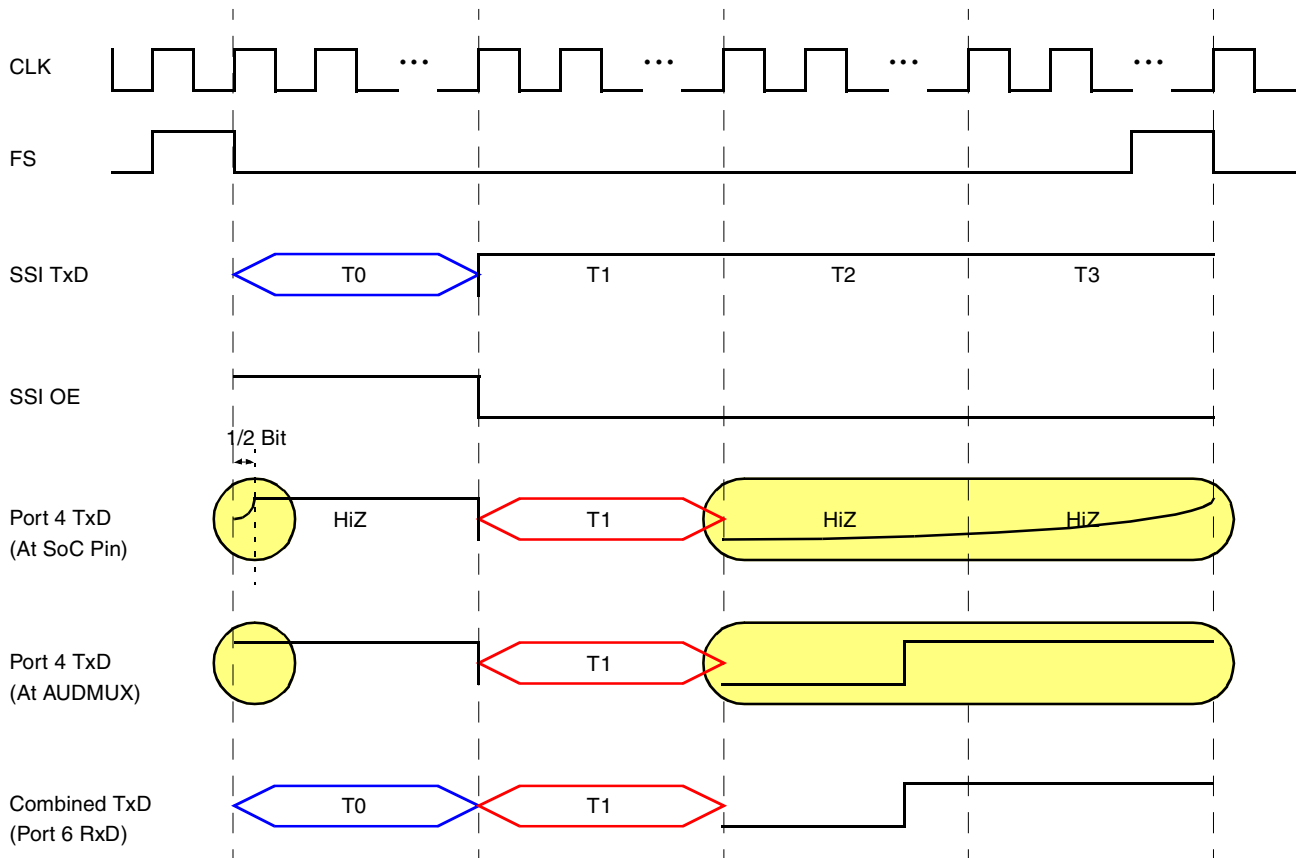 CLK
...
...
...
...
FS
SSI TxD
T0
T1
T2
T3
SSI OE
1/2 Bit
Port 4 TxD
(At SoC Pin)
HiZ
T1
HiZ
HiZ
Port 4 TxD
(At AUDMUX)
T1
Combined TxD
(Port 6 RxD)
T0
T1